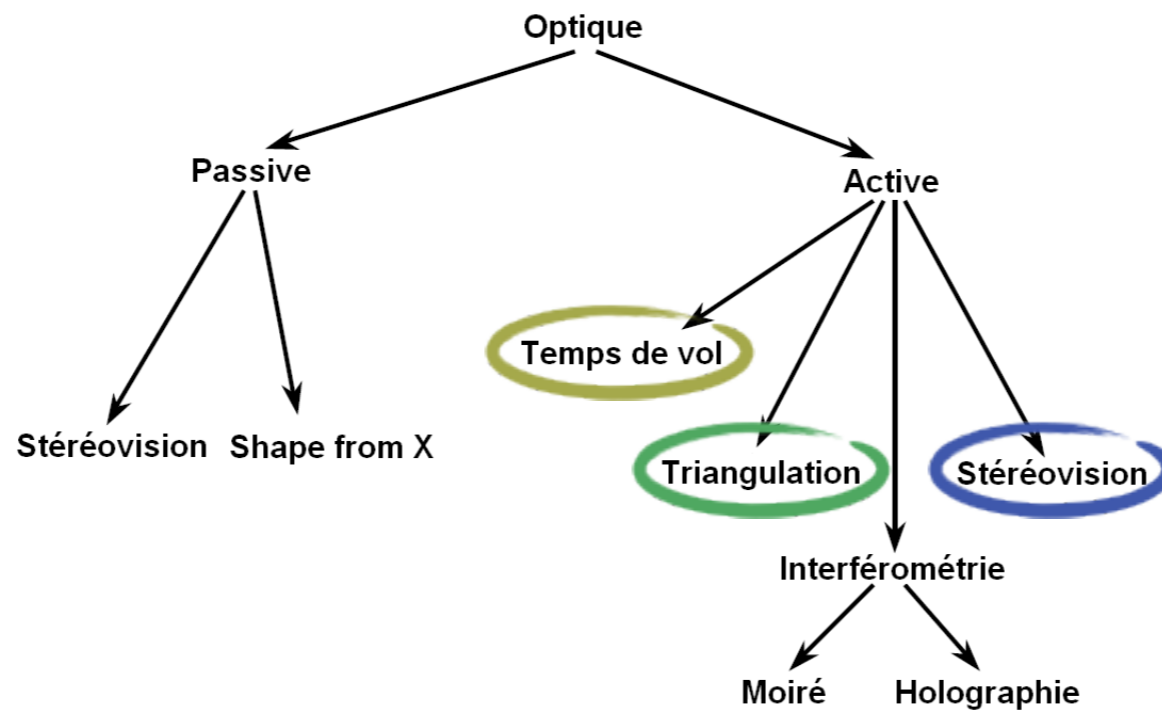 Optique
Passive
Active
Temps de vol
Stéréovision
Shape from X
Triangulation
Stéréovision
Interférométrie
Moiré
Holographie